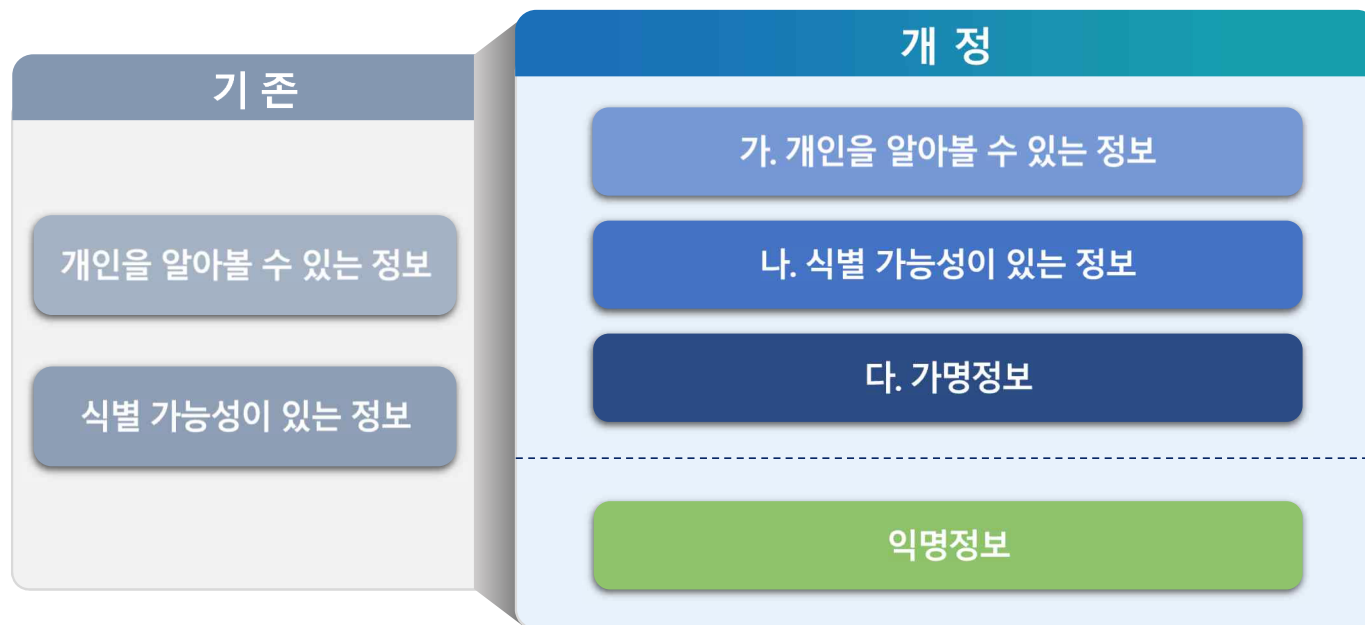 기 존
개인을 알아볼 수 있는 정보
식별 가능성이 있는 정보
개 정
가. 개인을 알아볼 수 있는 정보
나. 식별 가능성이 있는 정보
다. 가명정보
익명정보